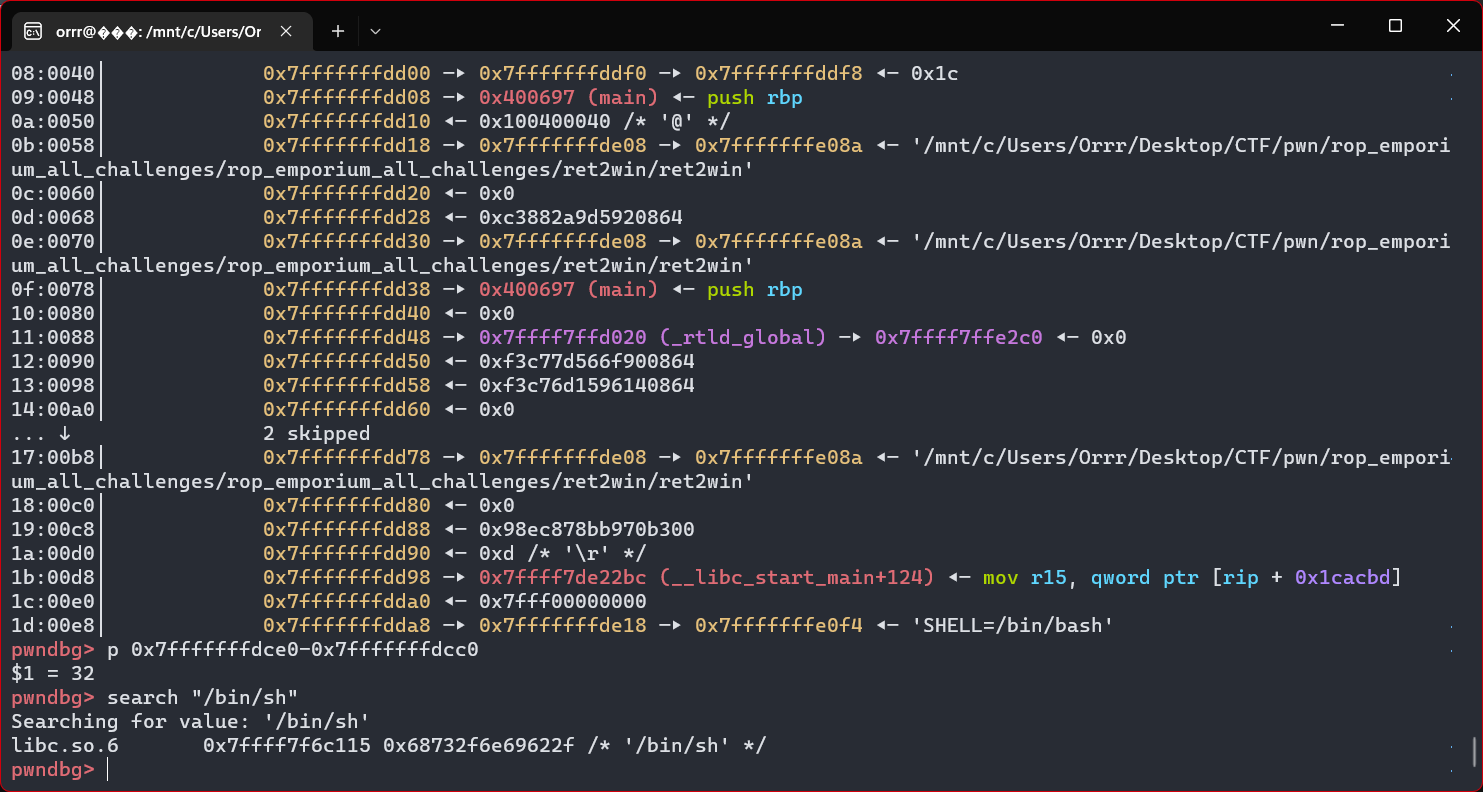 orrr@���: /mnt/c/Users/Or
08:0040│ 0x7fffffffdd00 —▸ 0x7fffffffddf0 —▸ 0x7fffffffddf8 ◂— 0x1c
09:0048│ 0x7fffffffdd08 —▸ 0x400697 (main) ◂— push rbp
0a:0050│ 0x7fffffffdd10 ◂— 0x100400040 /* '@' */
0b:0058│ 0x7fffffffdd18 —▸ 0x7fffffffde08 —▸ 0x7fffffffe08a ◂— '/mnt/c/Users/Orrr/Desktop/CTF/pwn/rop_empori
um_all_challenges/rop_emporium_all_challenges/ret2win/ret2win'
0c:0060│ 0x7fffffffdd20 ◂— 0x0
0d:0068│ 0x7fffffffdd28 ◂— 0xc3882a9d5920864
0e:0070│ 0x7fffffffdd30 —▸ 0x7fffffffde08 —▸ 0x7fffffffe08a ◂— '/mnt/c/Users/Orrr/Desktop/CTF/pwn/rop_empori
um_all_challenges/rop_emporium_all_challenges/ret2win/ret2win'
0f:0078│ 0x7fffffffdd38 —▸ 0x400697 (main) ◂— push rbp
10:0080│ 0x7fffffffdd40 ◂— 0x0
11:0088│ 0x7fffffffdd48 —▸ 0x7ffff7ffd020 (_rtld_global) —▸ 0x7ffff7ffe2c0 ◂— 0x0
12:0090│ 0x7fffffffdd50 ◂— 0xf3c77d566f900864
13:0098│ 0x7fffffffdd58 ◂— 0xf3c76d1596140864
14:00a0│ 0x7fffffffdd60 ◂— 0x0
... ↓ 2 skipped
17:00b8│ 0x7fffffffdd78 —▸ 0x7fffffffde08 —▸ 0x7fffffffe08a ◂— '/mnt/c/Users/Orrr/Desktop/CTF/pwn/rop_empori
um_all_challenges/rop_emporium_all_challenges/ret2win/ret2win'
18:00c0│ 0x7fffffffdd80 ◂— 0x0
19:00c8│ 0x7fffffffdd88 ◂— 0x98ec878bb970b300
1a:00d0│ 0x7fffffffdd90 ◂— 0xd /* '\r' */
1b:00d8│ 0x7fffffffdd98 —▸ 0x7ffff7de22bc (__libc_start_main+124) ◂— mov r15, qword ptr [rip + 0x1cacbd]
1c:00e0│ 0x7fffffffdda0 ◂— 0x7fff00000000
1d:00e8│ 0x7fffffffdda8 —▸ 0x7fffffffde18 —▸ 0x7fffffffe0f4 ◂— 'SHELL=/bin/bash'
pwndbg> p 0x7fffffffdce0-0x7fffffffdcc0
$1 = 32
pwndbg> search "/bin/sh"
Searching for value: '/bin/sh'
libc.so.6 0x7ffff7f6c115 0x68732f6e69622f /* '/bin/sh' */
pwndbg>